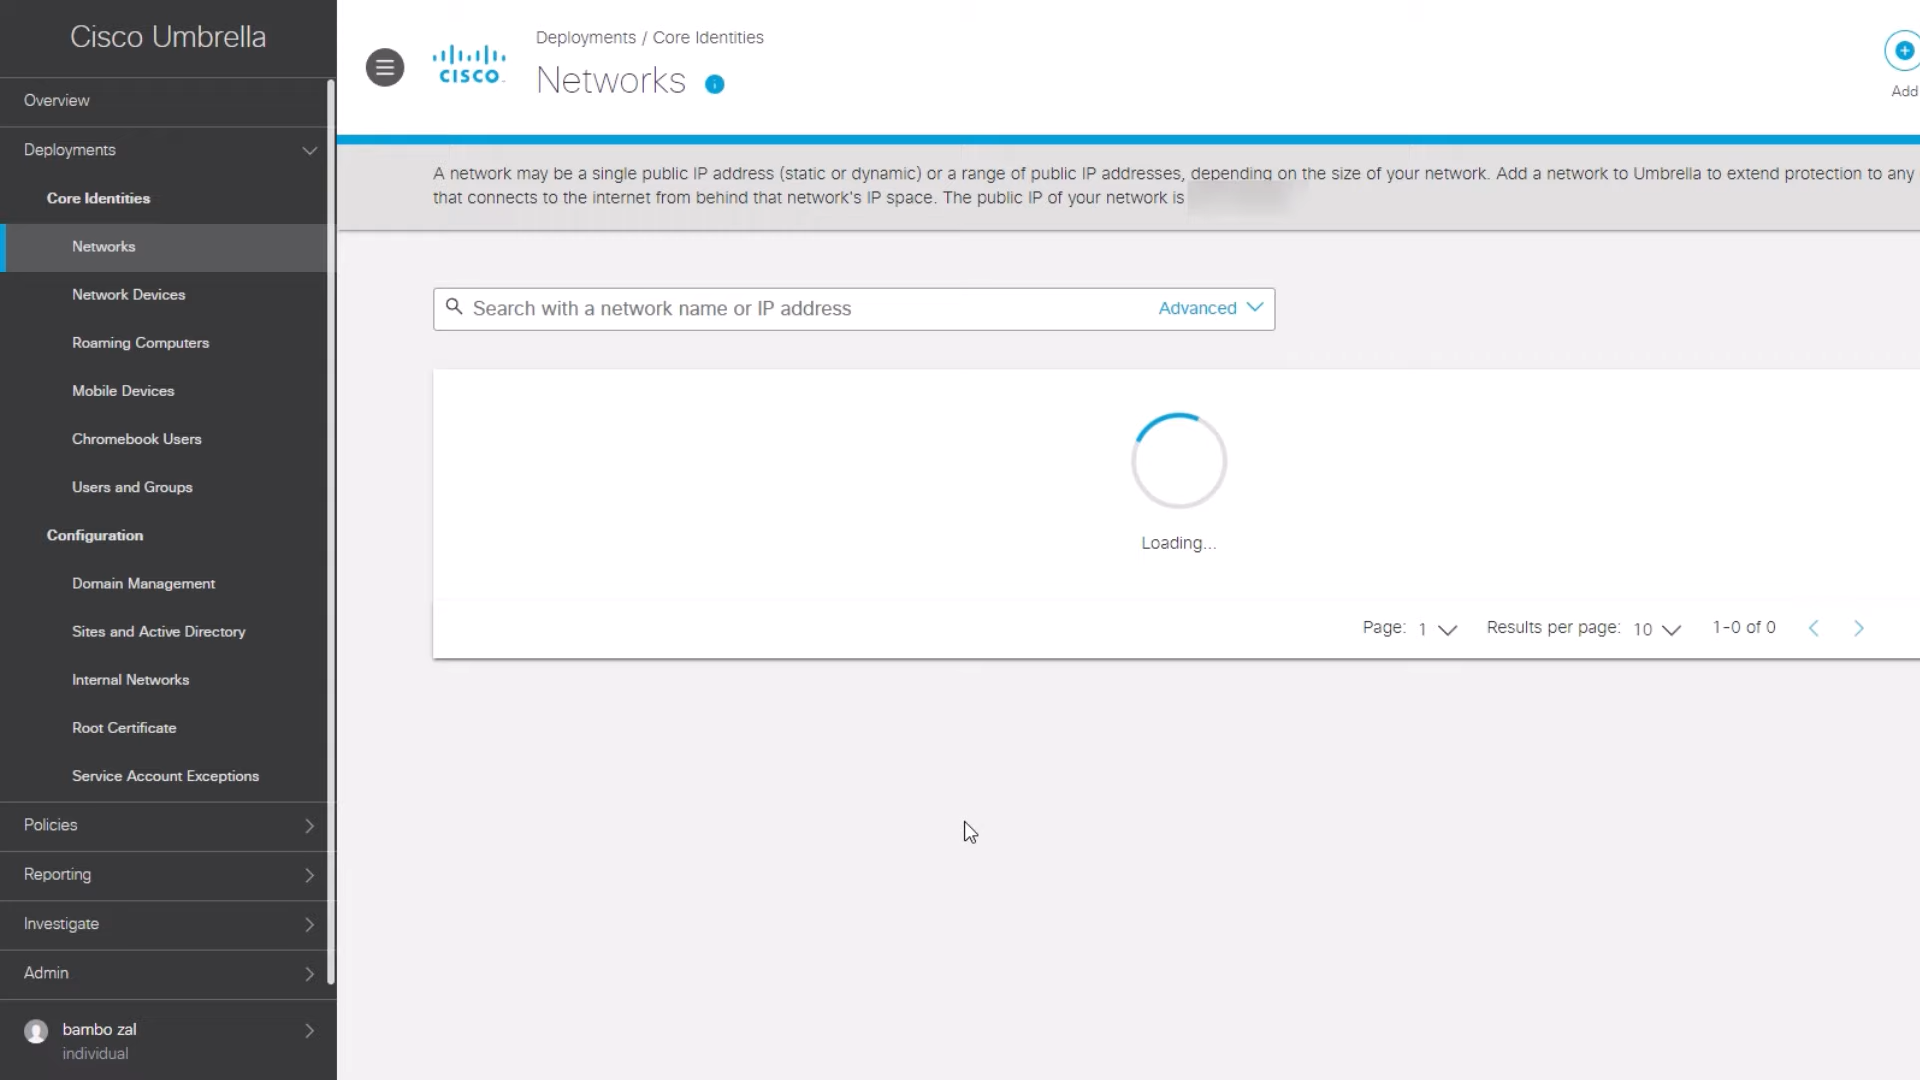 Cisco Umbrella
Overview
Deployments
Core Identities
Networks
Network Devices
Roaming Computers
Mobile Devices
Chromebook Users
Users and Groups
Configuration
Domain Management
Sites and Active Directory
Internal Networks
Root Certificate
Service Account Exceptions
Policies
Reporting
Investigate
Admin
bambo zal
individual
CISCO
Deployments / Core Identities
Networks
Add
A network may be a single public IP address (static or dynamic) or a range of public IP addresses, depending on the size of your network. Add a network to Umbrella to extend protection to any
that connects to the internet from behind that network's IP space. The public IP of your network is
Search with a network name or IP address
Advanced
Loading...
Page: 1 Results per page: 10 1-0 of 0